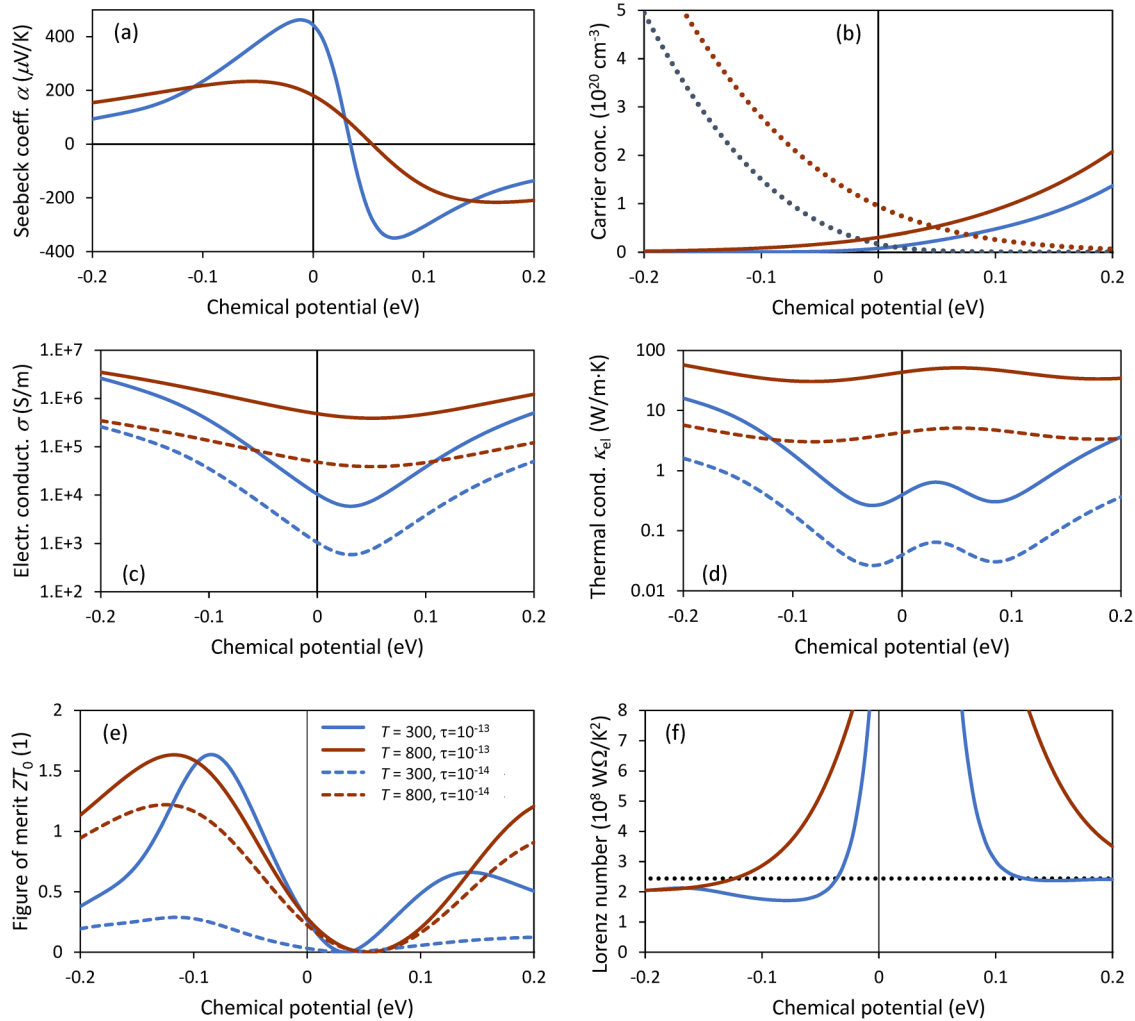 (a)
400
200
0
-200
-400
Seebeck coeff. α (μV/K)
-0.2 -0.1 0 0.1 0.2
Chemical potential (eV)
(b)
5
4
3
2
1
0
Carrier conc. (10²⁰ cm⁻³)
-0.2 -0.1 0 0.1 0.2
Chemical potential (eV)
1.E+7
1.E+6
1.E+5
1.E+4
1.E+3
1.E+2
Electr. conduct. σ (S/m)
(c)
-0.2 -0.1 0 0.1 0.2
Chemical potential (eV)
100
10
1
0.1
0.01
Thermal cond. κel (W/m·K)
(d)
-0.2 -0.1 0 0.1 0.2
Chemical potential (eV)
(e)
2
1.5
1
0.5
0
Figure of merit ZT₀ (1)
T = 300, τ=10⁻¹³
T = 800, τ=10⁻¹³
T = 300, τ=10⁻¹⁴
T = 800, τ=10⁻¹⁴
-0.2 -0.1 0 0.1 0.2
Chemical potential (eV)
(f)
8
7
6
5
4
3
2
1
0
Lorenz number (10⁸ WΩ/K²)
-0.2 -0.1 0 0.1 0.2
Chemical potential (eV)